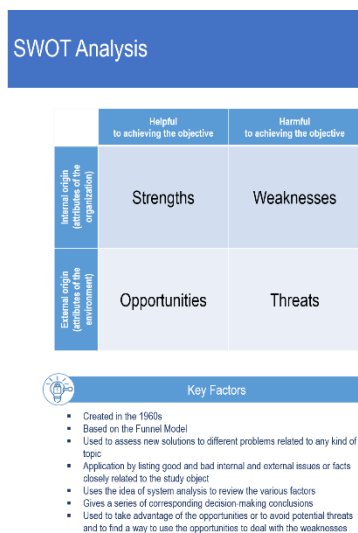 SWOT Analysis
Helpful
to achieving the objective
Harmful
to achieving the objective
Internal origin
(attributes of the
organization)
Strengths
Weaknesses
External origin
(attributes of the
environment)
Opportunities
Threats
Key Factors
▪ Created in the 1960s
▪ Based on the Funnel Model
▪ Used to assess new solutions to different problems related to any kind of
topic
▪ Application by listing good and bad internal and external issues or facts
closely related to the study object
▪ Uses the idea of system analysis to review the various factors
▪ Gives a series of corresponding decision-making conclusions
▪ Used to take advantage of the opportunities or to avoid potential threats
and to find a way to use the opportunities to deal with the weaknesses